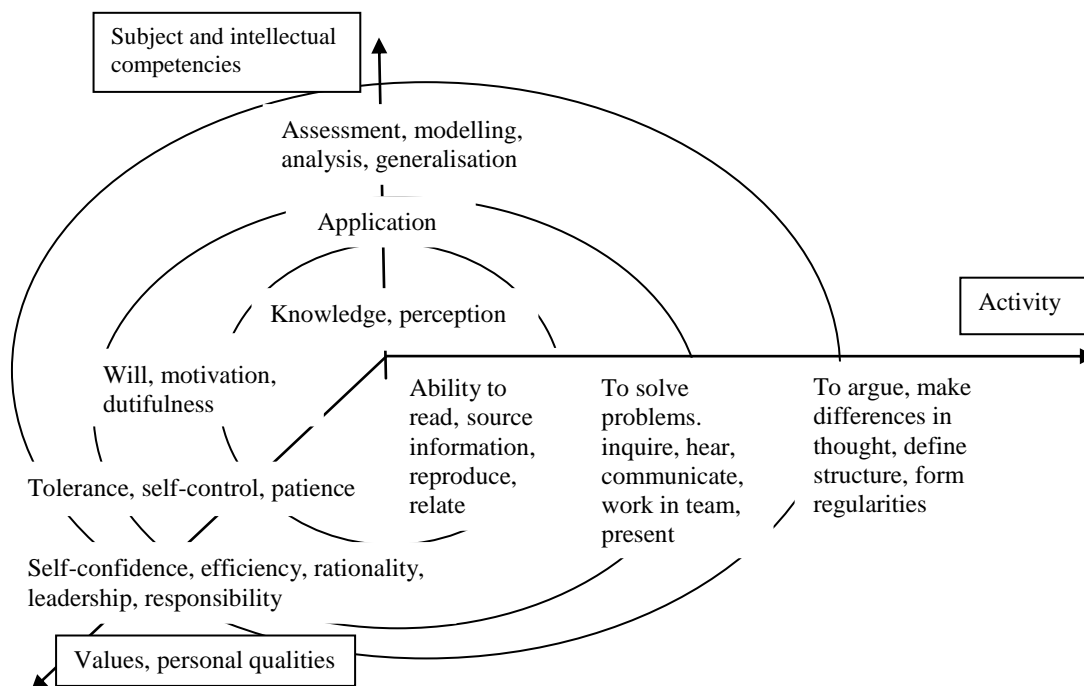 Subject and intellectual
competencies
Assessment, modelling,
analysis, generalisation
Application
Knowledge, perception
Activity
Will, motivation,
dutifulness
Ability to
read, source
information,
reproduce,
relate
To solve
problems.
inquire, hear,
communicate,
work in team,
present
To argue, make
differences in
thought, define
structure, form
regularities
Tolerance, self-control, patience
Self-confidence, efficiency, rationality,
leadership, responsibility
Values, personal qualities